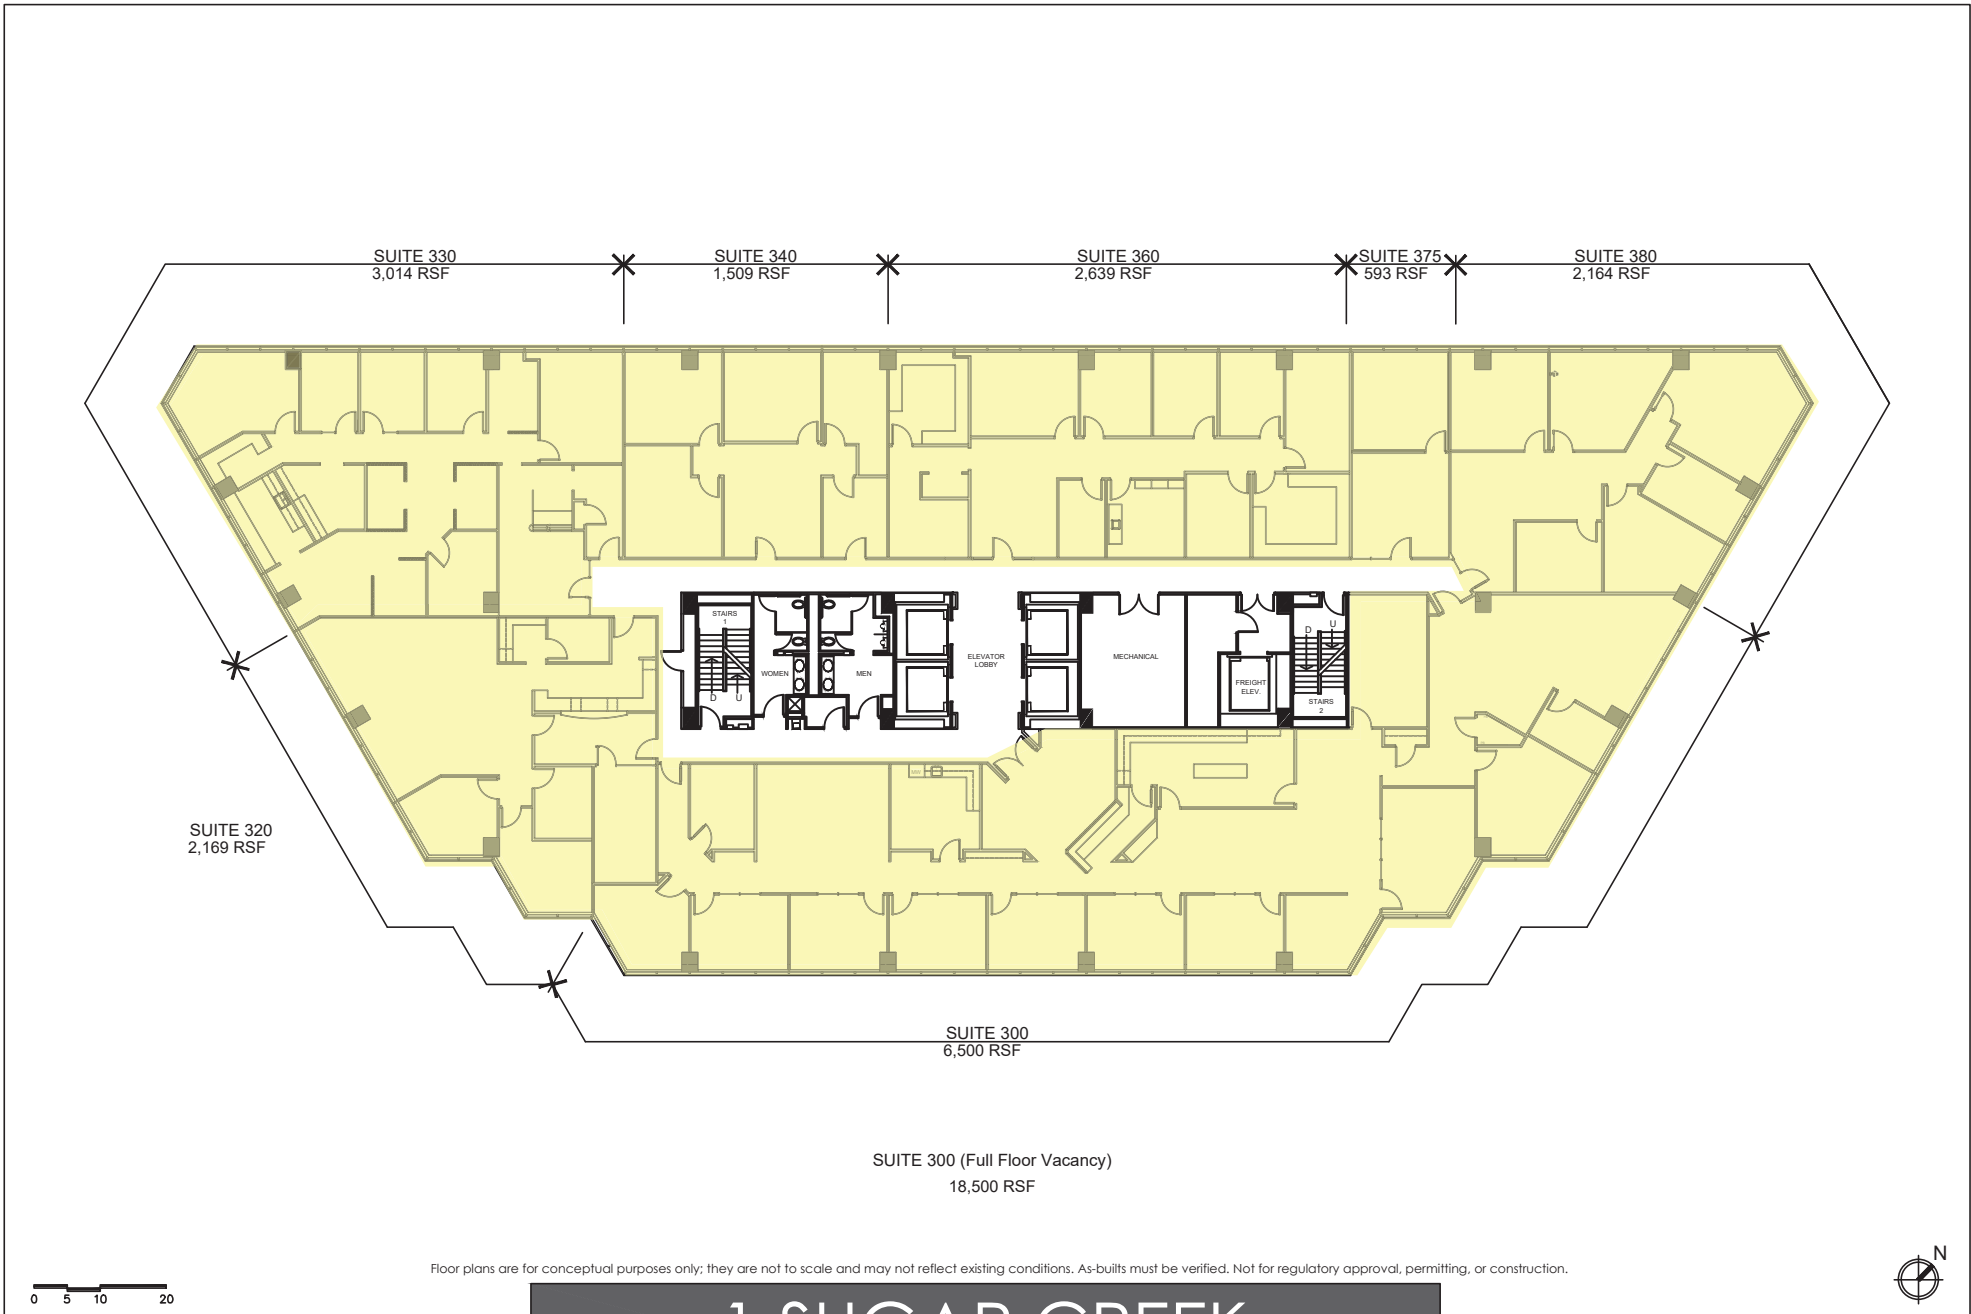 SUITE 330
3,014 RSF
SUITE 340
1,509 RSF
SUITE 360
2,639 RSF
SUITE 375
593 RSF
SUITE 380
2,164 RSF
STAIRS
1
D
U
WOMEN
MEN
ELEVATOR
LOBBY
MECHANICAL
FREIGHT
ELEV.
D
U
STAIRS
2
MW
SUITE 320
2,169 RSF
SUITE 300
6,500 RSF
SUITE 300 (Full Floor Vacancy)
18,500 RSF
N
Floor plans are for conceptual purposes only; they are not to scale and may not reflect existing conditions. As-builts must be verified. Not for regulatory approval, permitting, or construction.
0 5 10 20
1 SUGAR CREEK